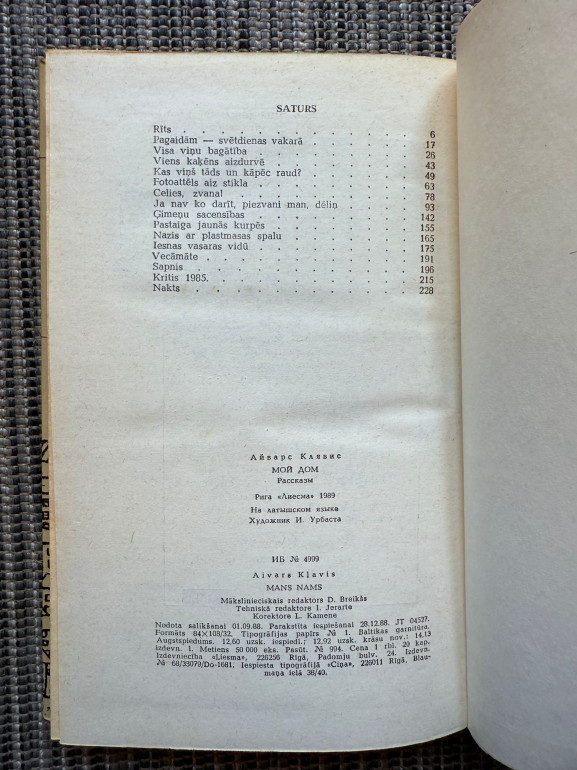 SATURS
Rīts . . . . . . . . . . . . 6
Pagaidām — svētdienas vakarā . . . . . . 17
Visa viņu bagātība . . . . . . . . . 26
Viens kaķēns aizdurvē . . . . . . . . 43
Kas viņš tāds un kāpēc raud? . . . . . . 49
Fotoattēls aiz stikla . . . . . . . . . 63
Celies, zvana! . . . . . . . . . . 78
Ja nav ko darīt, piezvani man, dēliņ . . . . 93
Ģimeņu sacensības . . . . . . . . . 142
Pastaiga jaunās kurpēs . . . . . . . . 155
Nazis ar plastmasas spalu . . . . . . . 165
Iesnas vasaras vidū . . . . . . . . . 175
Vecāmāte . . . . . . . . . . . 191
Sapnis . . . . . . . . . . . . 196
Kritis 1985. . . . . . . . . . . . 215
Nakts . . . . . . . . . . . . 228
Айварс Клявис
МОЙ ДОМ
Рассказы
Рига «Лиесма» 1989
На латышском языке
Художник И. Урбаста
ИБ № 4999
Aivars Kļavis
MANS NAMS
Mākslinieciskais redaktors D. Breikšs
Tehniskā redaktore I. Jerarte
Korektore L. Kamene
Nodota salikšanai 01.09.88. Parakstīta iespiešanai 28.12.88. JT 04527.
Formāts 84×108/32. Tipogrāfijas papīrs № 1. Baltikas garnitūra.
Augstspiedums. 12,60 uzsk. iespiedl.; 12,92 uzsk. krāsu nov.; 14,13
izdevn. l. Metiens 50 000 eks. Pasūt. № 994. Cena 1 rbl. 20 kap.
Izdevniecība «Liesma», 226256 Rīgā, Padomju bulv. 24. Izdevn.
№ 68/33079/Do-1681. Iespiesta tipogrāfijā «Cīņa», 226011 Rīgā, Blau-
maņa ielā 38/40.